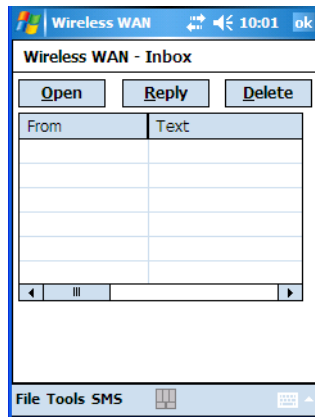 Wireless WAN 10:01 ok
Wireless WAN - Inbox
Open Reply Delete
From Text
File Tools SMS